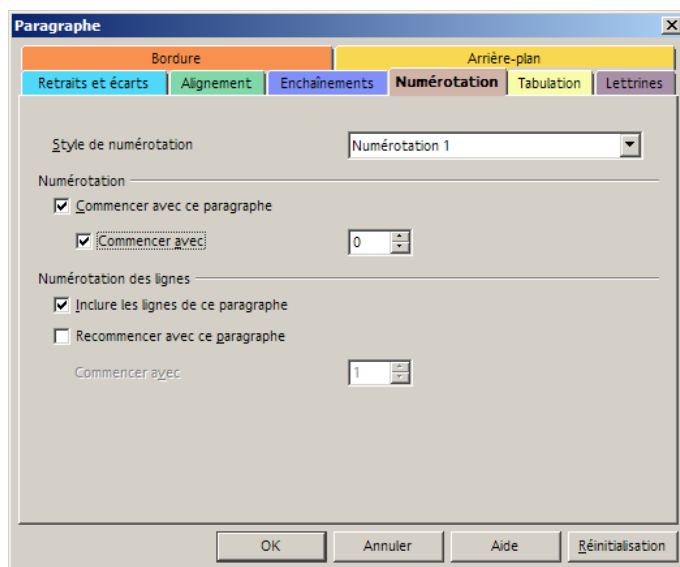 Paragraphe
Bordure Arrière-plan
Retraits et écarts Alignement Enchaînements Numérotation Tabulation Lettrines
Style de numérotation Numérotation 1
Numérotation
Commencer avec ce paragraphe
Commencer avec 0
Numérotation des lignes
Inclure les lignes de ce paragraphe
Recommencer avec ce paragraphe
Commencer avec 1
OK Annuler Aide Réinitialisation